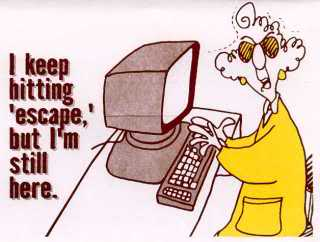 I keep
hitting
'escape,'
but I'm
still
here.